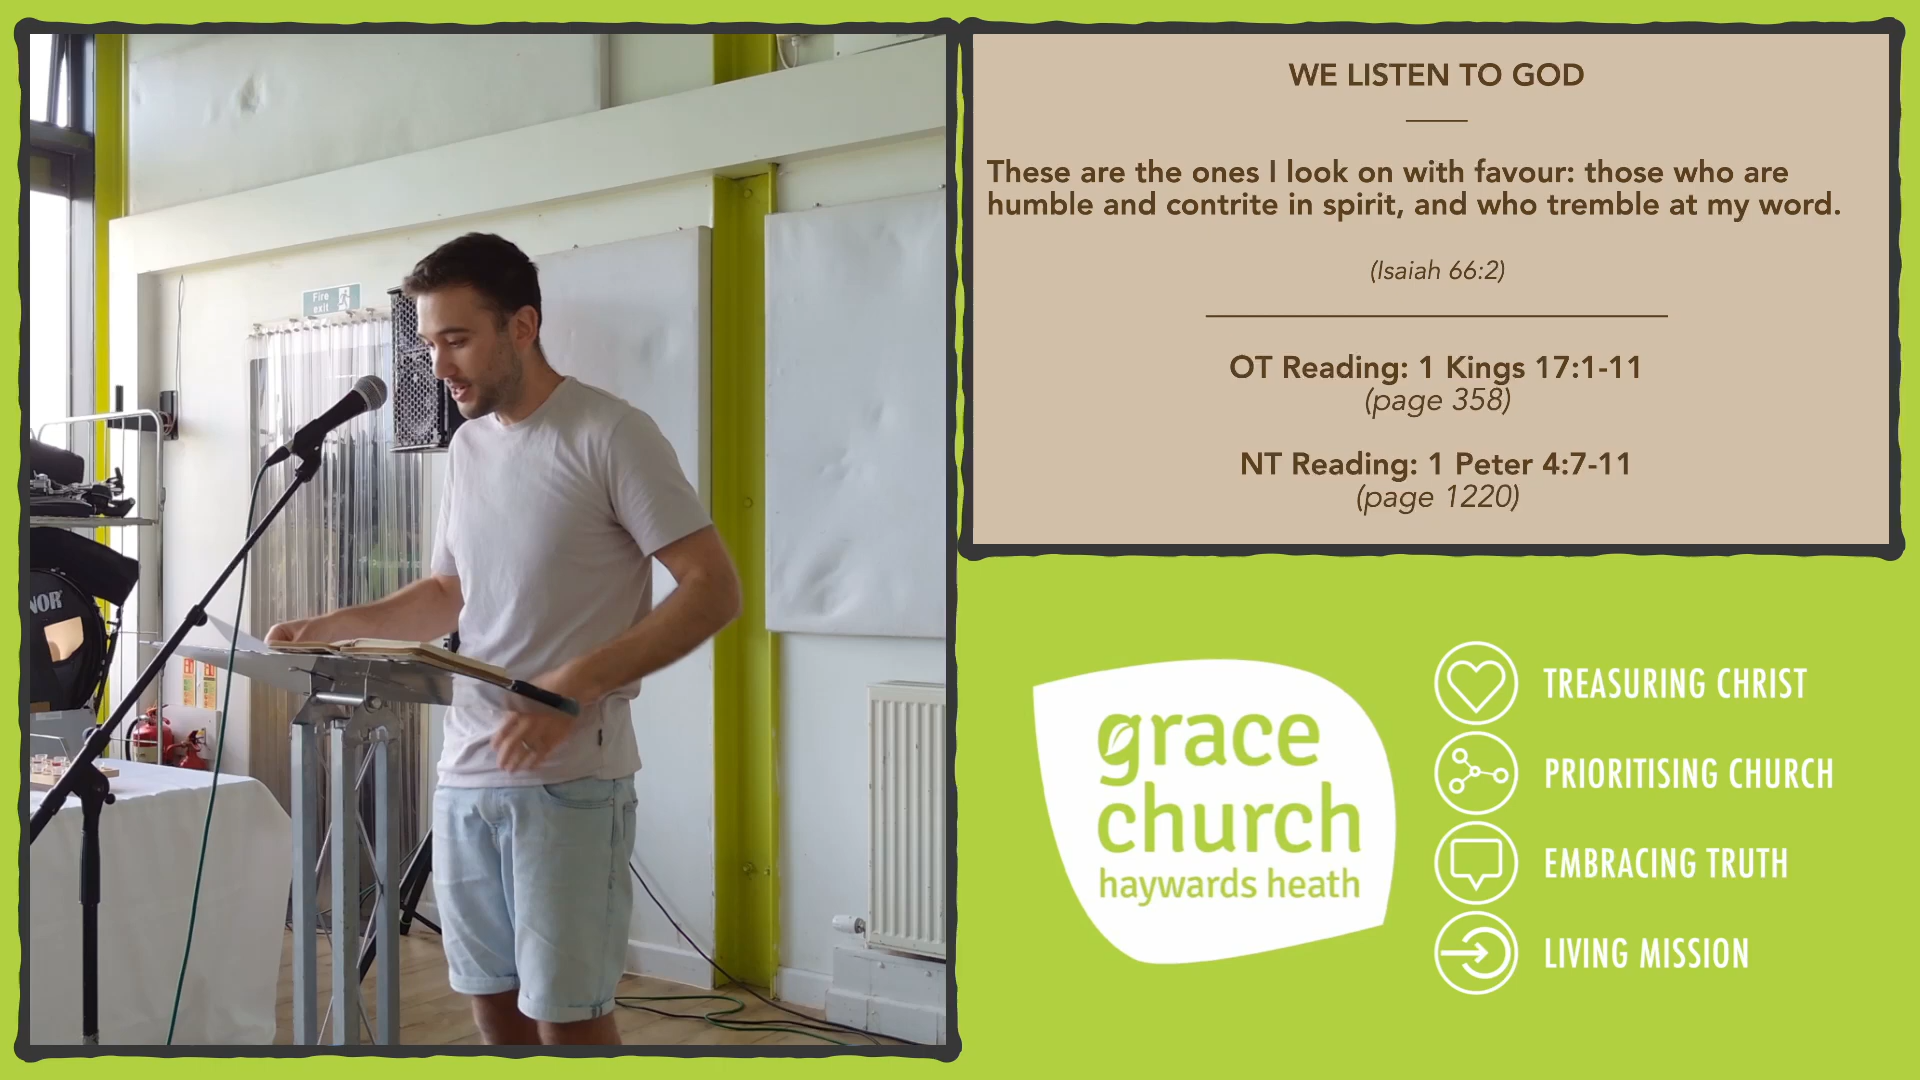 Fire
exit
NOR
WE LISTEN TO GOD
These are the ones I look on with favour: those who are
humble and contrite in spirit, and who tremble at my word.
(Isaiah 66:2)
OT Reading: 1 Kings 17:1-11
(page 358)
NT Reading: 1 Peter 4:7-11
(page 1220)
grace
church
haywards heath
TREASURING CHRIST
PRIORITISING CHURCH
EMBRACING TRUTH
LIVING MISSION